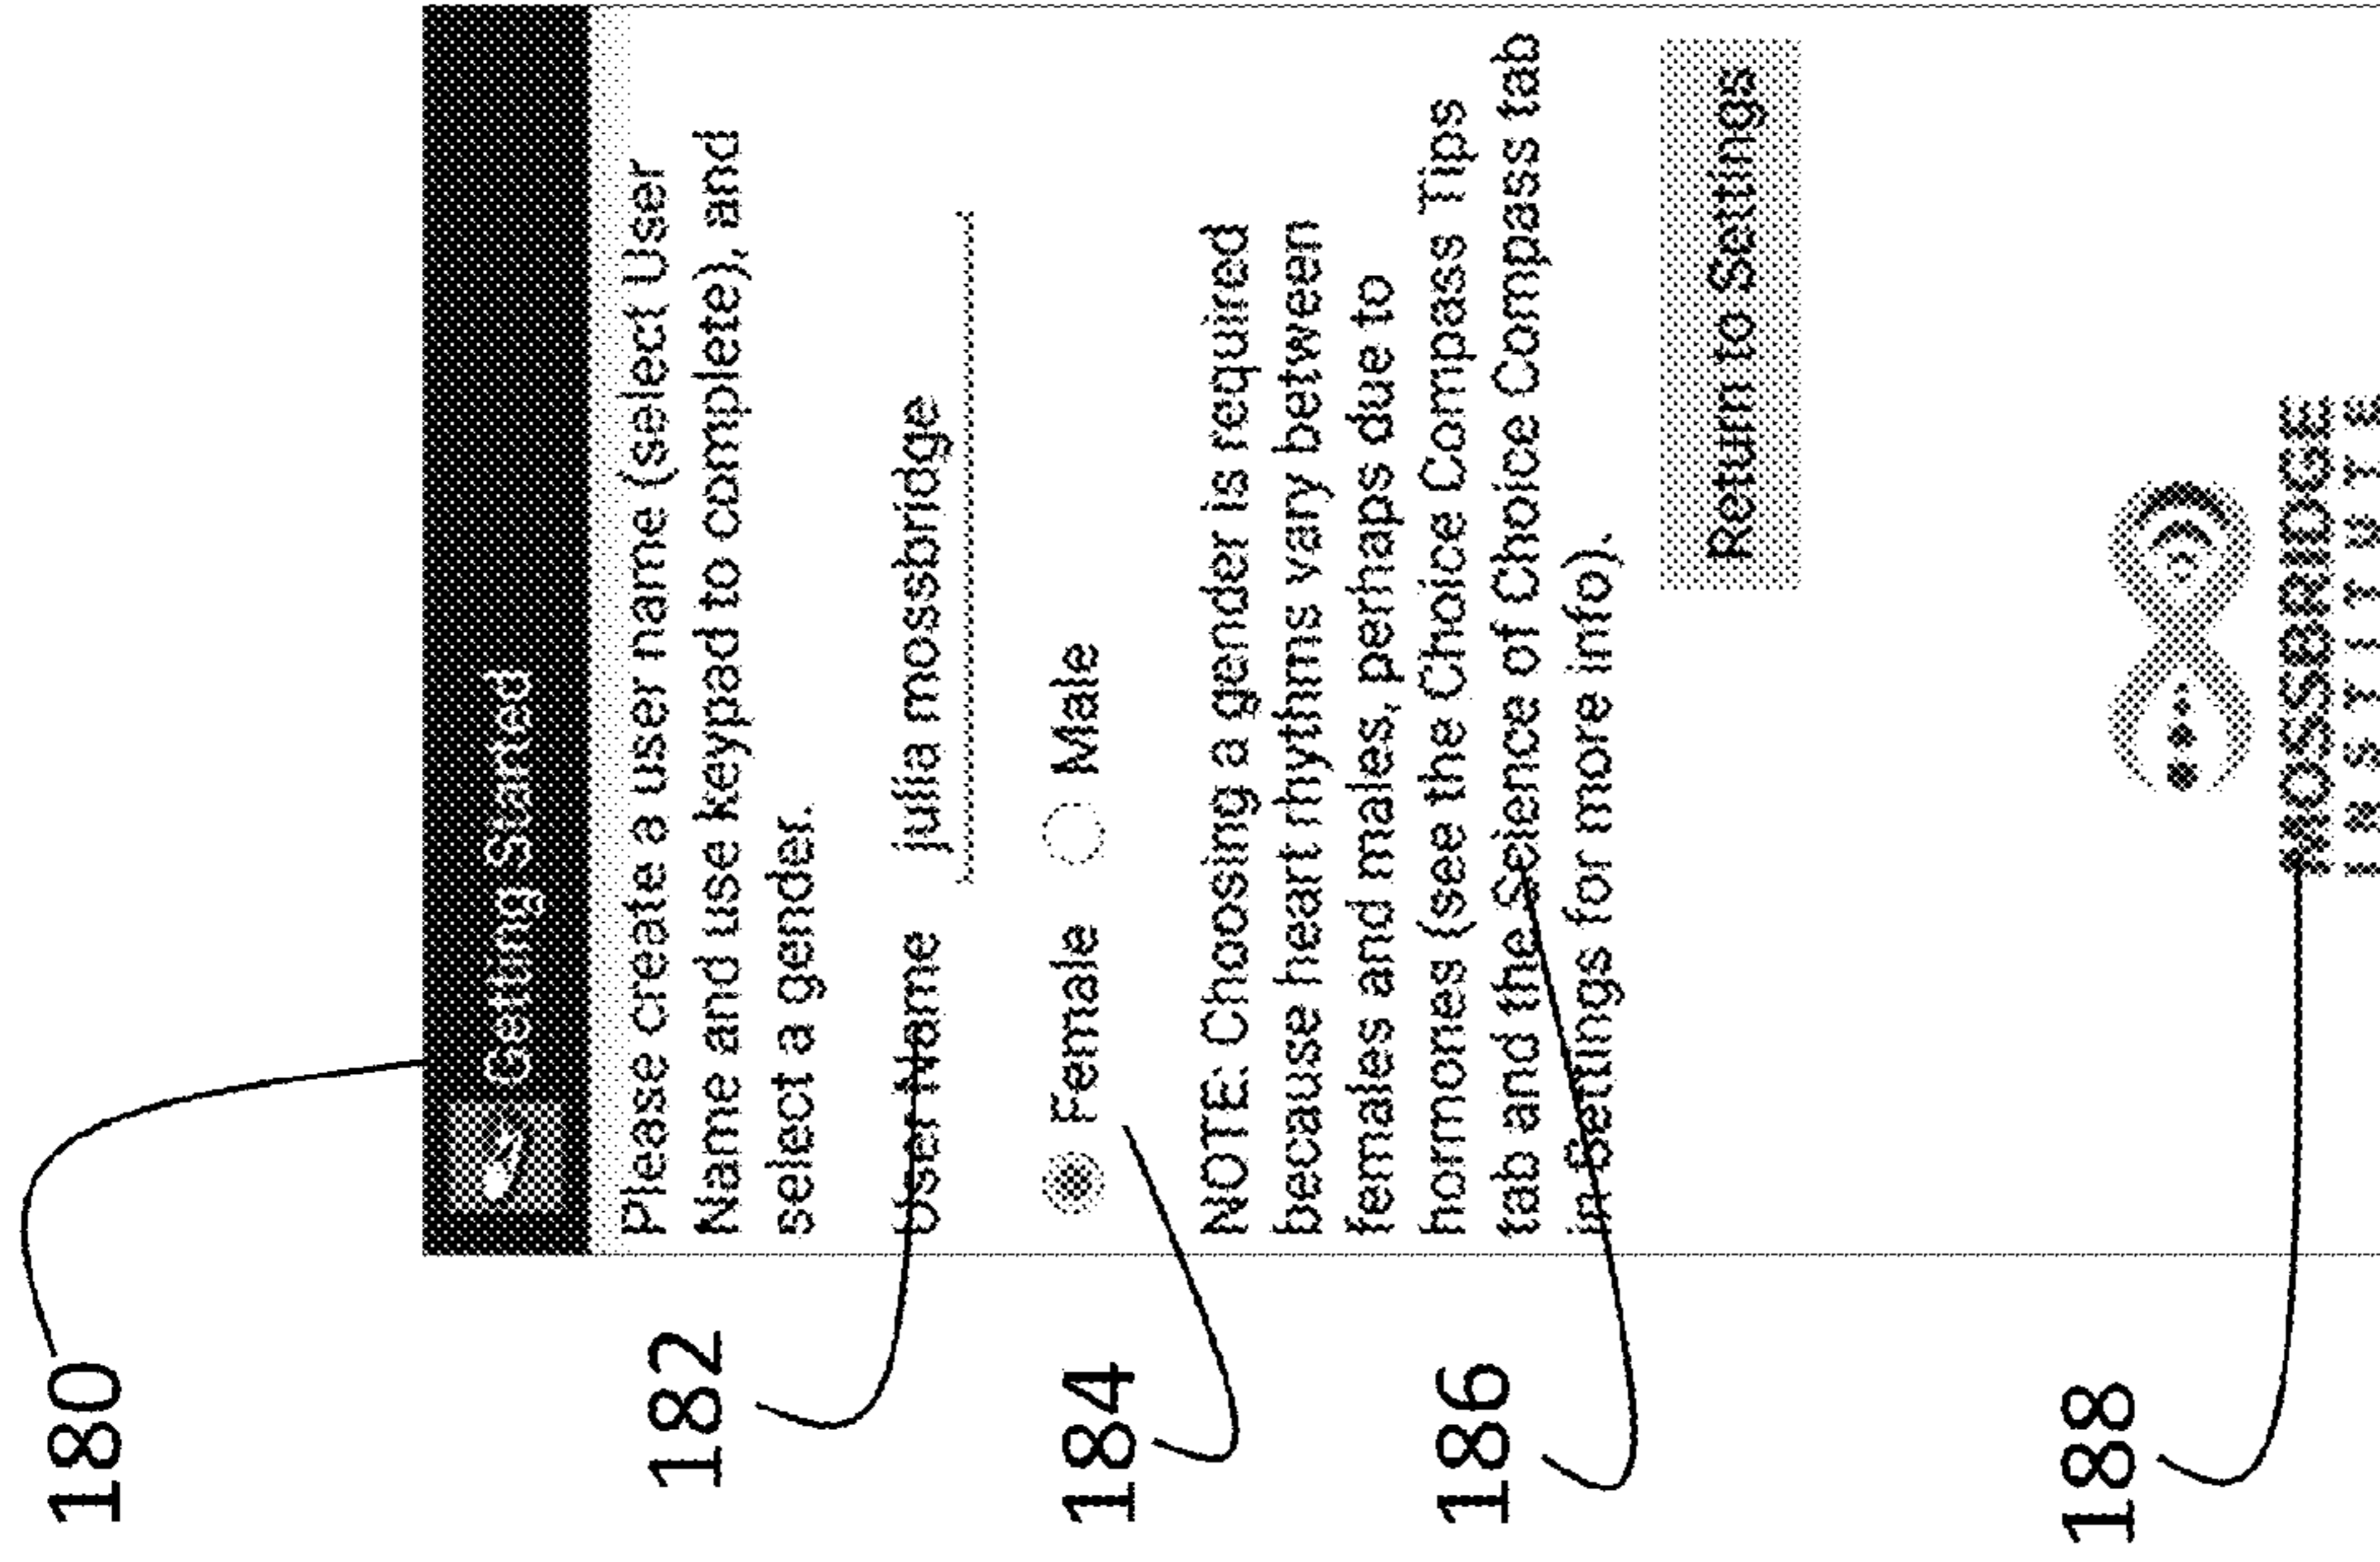 180
Getting Started
Please create a user name (select User
Name and use keypad to complete), and
select a gender.
182
User Name julia mossbridge
184
Female Male
NOTE: Choosing a gender is required
because heart rhythms vary between
females and males, perhaps due to
hormones (see the Choice Compass Tips
186
tab and the Science of Choice Compass tab
in Settings for more info).
Return to Settings
188
MOSSBRIDGE
INSTITUTE